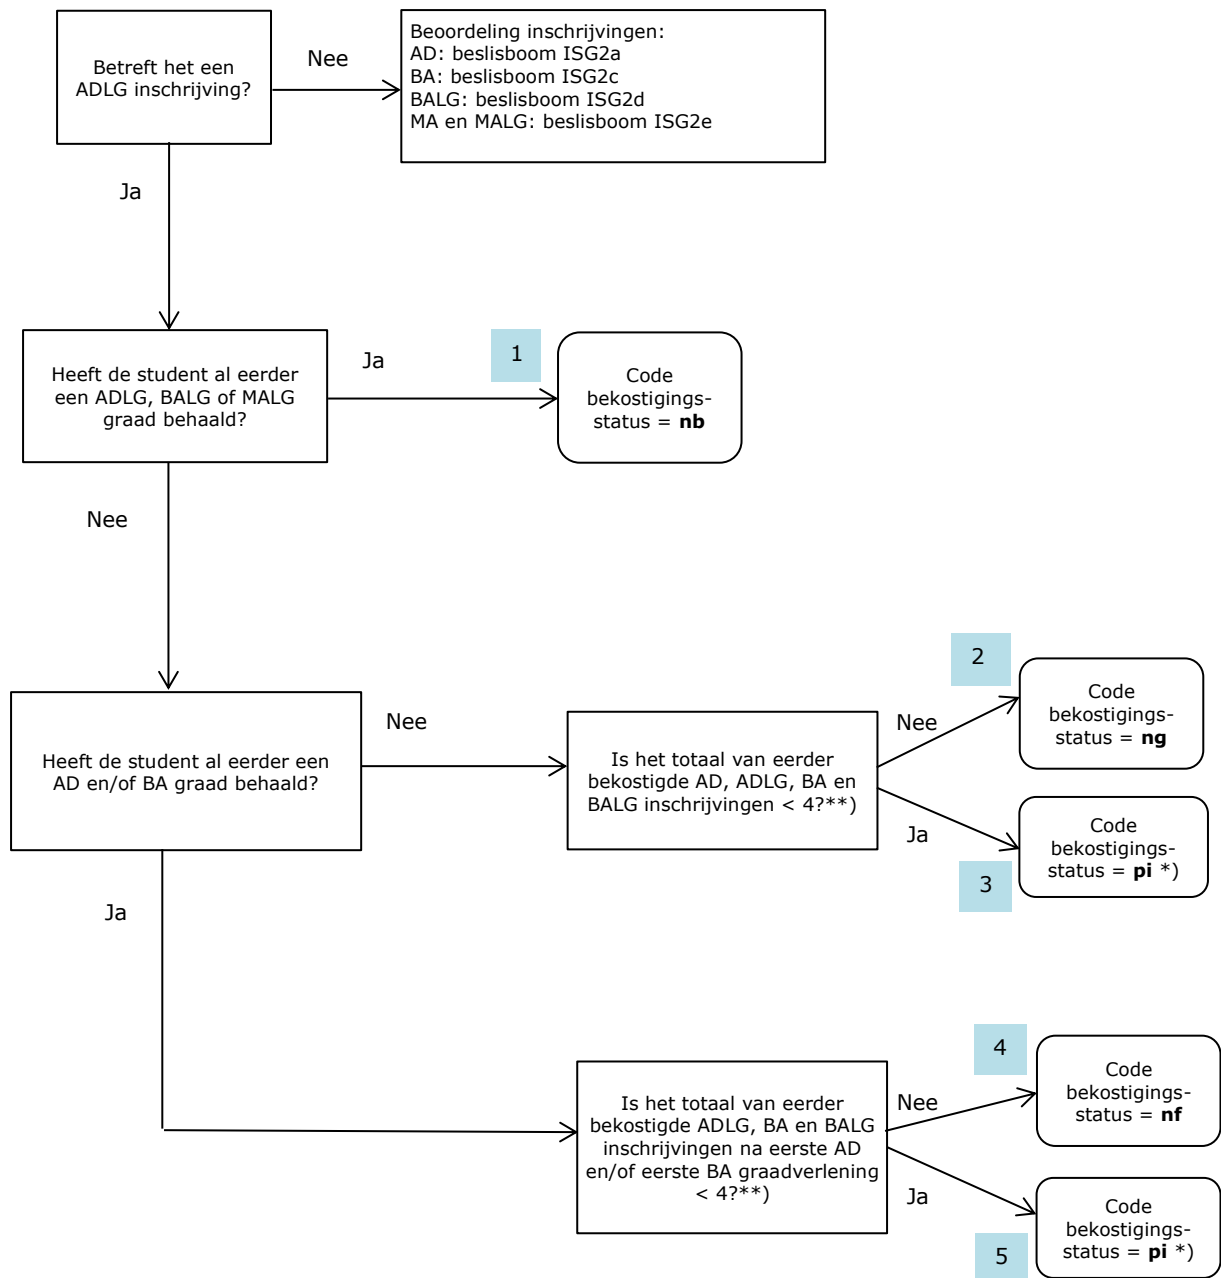 Betreft het een
ADLG inschrijving?
Nee
Beoordeling inschrijvingen:
AD: beslisboom ISG2a
BA: beslisboom ISG2c
BALG: beslisboom ISG2d
MA en MALG: beslisboom ISG2e
Ja
Heeft de student al eerder
een ADLG, BALG of MALG
graad behaald?
Ja
1
Code
bekostigings-
status = nb
Nee
Heeft de student al eerder een
AD en/of BA graad behaald?
Nee
Is het totaal van eerder
bekostigde AD, ADLG, BA en
BALG inschrijvingen < 4?**)
Nee
2
Code
bekostigings-
status = ng
Ja
3
Code
bekostigings-
status = pi *)
Ja
Is het totaal van eerder
bekostigde ADLG, BA en BALG
inschrijvingen na eerste AD
en/of eerste BA graadverlening
< 4?**)
Nee
4
Code
bekostigings-
status = nf
Ja
5
Code
bekostigings-
status = pi *)